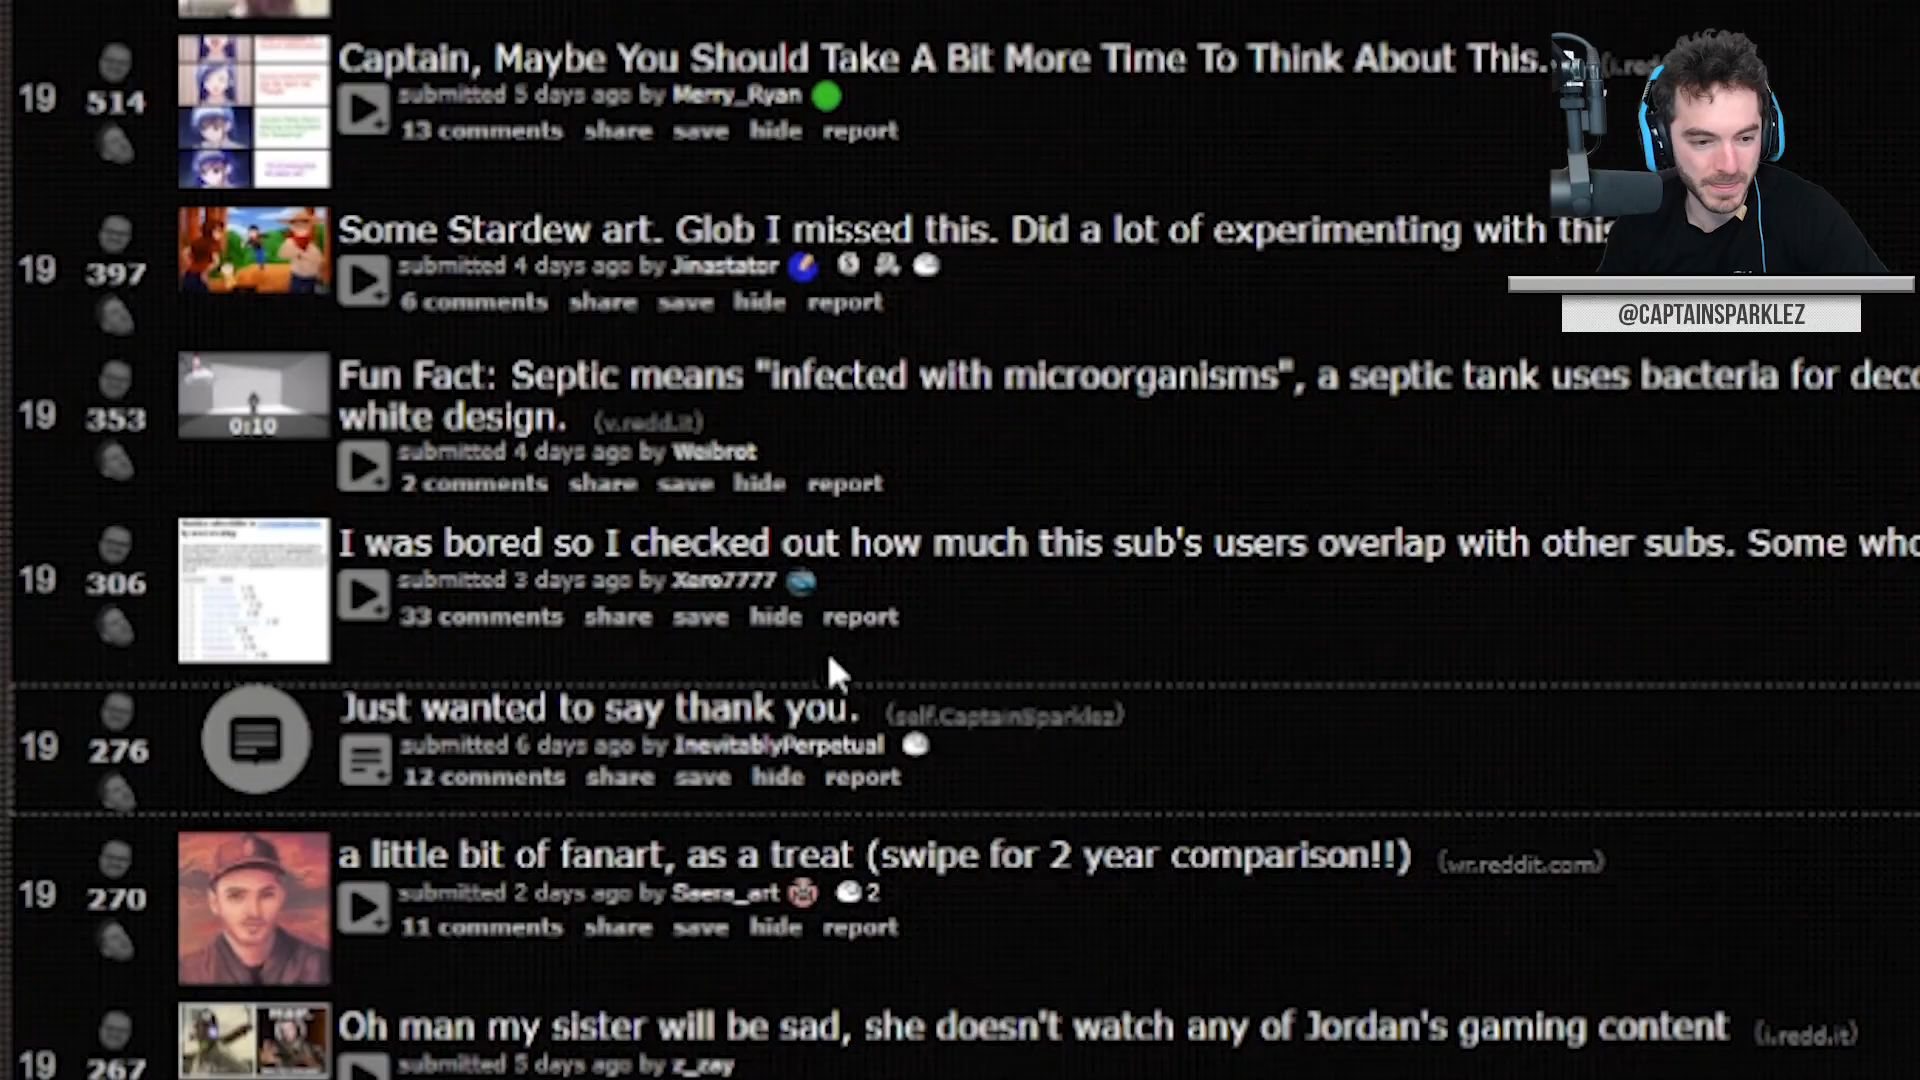 Captain, Maybe You Should Take A Bit More Time To Think About This.
19
514
submitted 5 days ago by Merry_Ryan
13 comments share save hide report
Some Stardew art. Glob I missed this. Did a lot of experimenting with this
19
397
submitted 4 days ago by Jinastator
6 comments share save hide report
@CAPTAINSPARKLEZ
Fun Fact: Septic means "infected with microorganisms", a septic tank uses bacteria for deco
white design. (v.redd.it)
19
353
0:10
submitted 4 days ago by Weibrot
2 comments share save hide report
I was bored so I checked out how much this sub's users overlap with other subs. Some who
19
306
submitted 3 days ago by Xero7777
33 comments share save hide report
Just wanted to say thank you. (self.CaptainSparklez)
19
276
submitted 6 days ago by InevitablyPerpetual
12 comments share save hide report
a little bit of fanart, as a treat (swipe for 2 year comparison!!) (wr.reddit.com)
19
270
submitted 2 days ago by 2
11 comments share save hide report
Oh man my sister will be sad, she doesn't watch any of Jordan's gaming content (i.redd.it)
19
267
submitted 5 days ago by z_zay